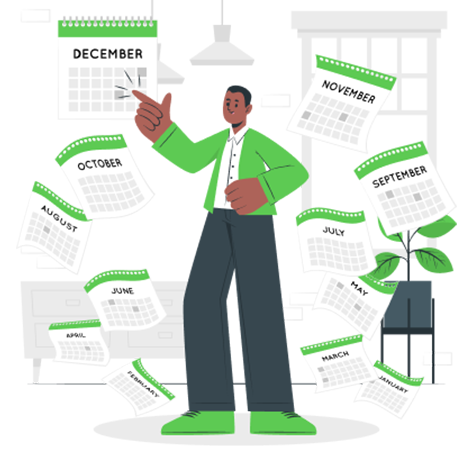 DECEMBER
NOVEMBER
OCTOBER
SEPTEMBER
AUGUST
JULY
JUNE
MAY
APRIL
MARCH
FEBRUARY
JANUARY